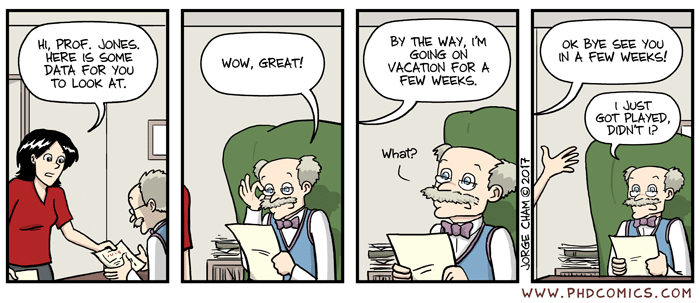 HI, PROF. JONES.
HERE IS SOME
DATA FOR YOU
TO LOOK AT.
WOW, GREAT!
BY THE WAY, I'M
GOING ON
VACATION FOR A
FEW WEEKS.
What?
OK BYE SEE YOU
IN A FEW WEEKS!
I JUST
GOT PLAYED,
DIDN'T I?
JORGE CHAM © 2017
WWW.PHDCOMICS.COM